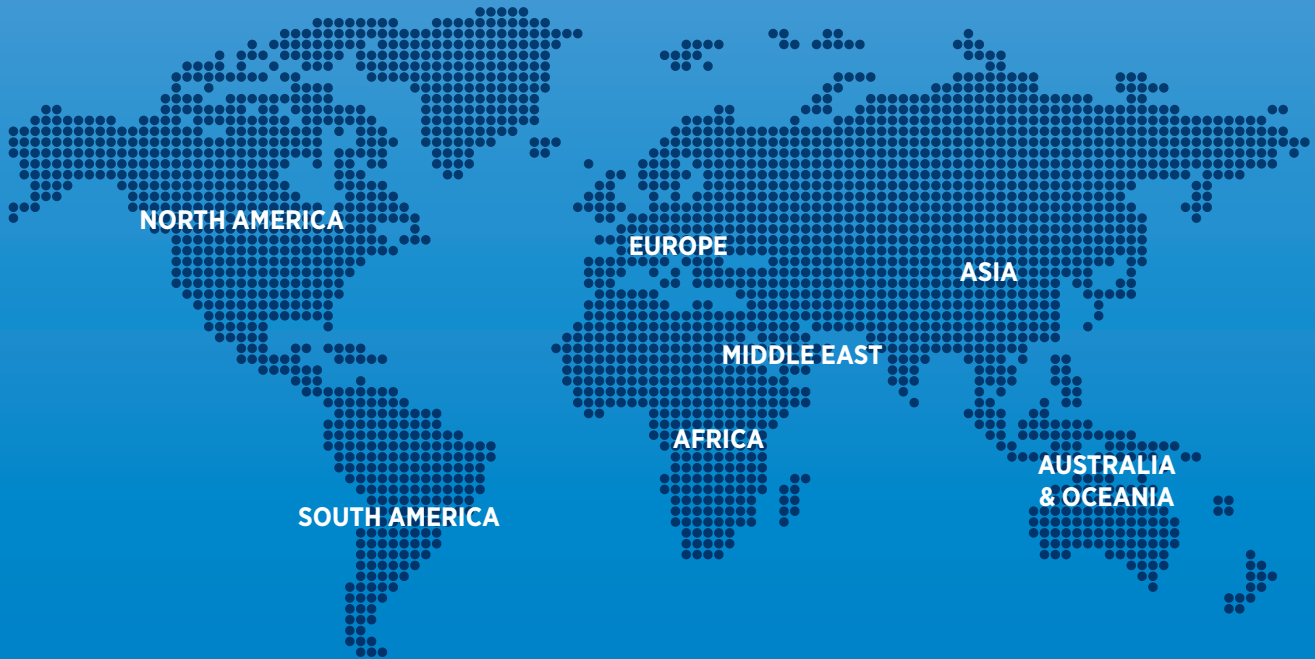 NORTH AMERICA
EUROPE
ASIA
MIDDLE EAST
AFRICA
AUSTRALIA
& OCEANIA
SOUTH AMERICA